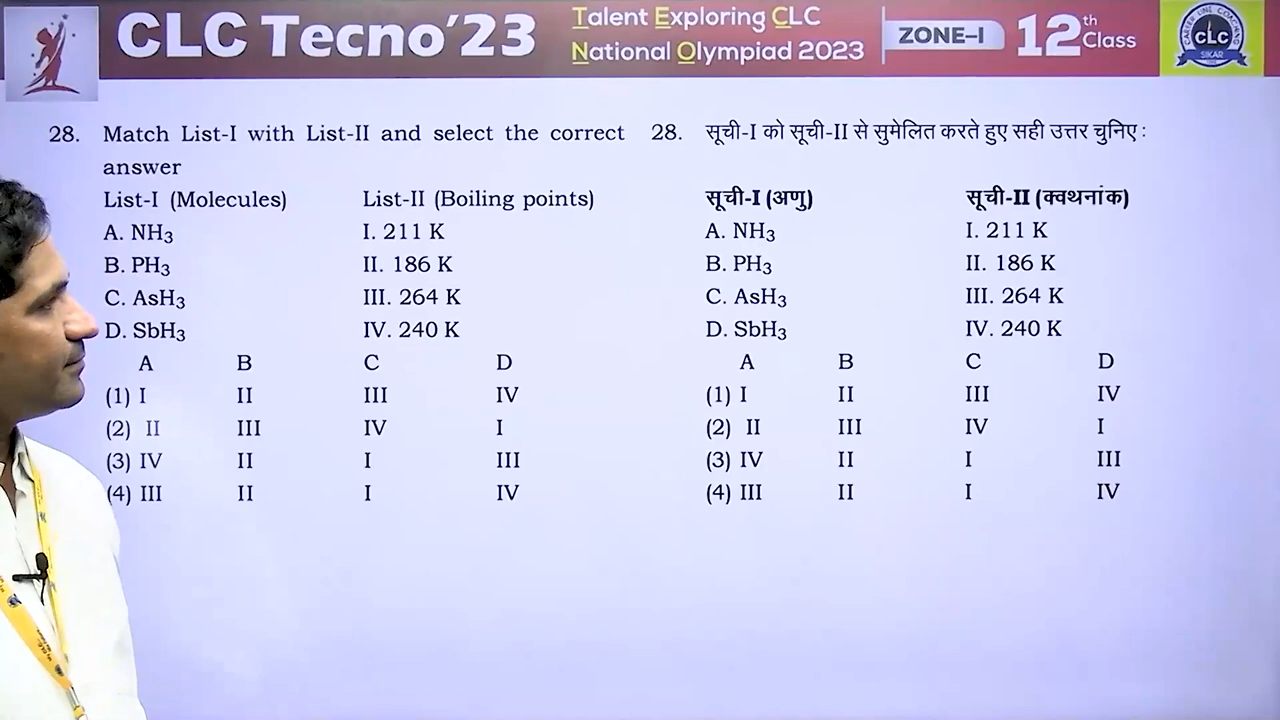 CLC Tecno'23
Talent Exploring CLC
National Olympiad 2023
ZONE–I
12th Class
CLC
SIKAR
28. Match List-I with List-II and select the correct
answer
List-I (Molecules) List-II (Boiling points)
A. NH3 I. 211 K
B. PH3 II. 186 K
C. AsH3 III. 264 K
D. SbH3 IV. 240 K
A B C D
(1) I II III IV
(2) II III IV I
(3) IV II I III
(4) III II I IV
28. सूची-I को सूची-II से सुमेलित करते हुए सही उत्तर चुनिए :
सूची-I (अणु) सूची-II (क्वथनांक)
A. NH3 I. 211 K
B. PH3 II. 186 K
C. AsH3 III. 264 K
D. SbH3 IV. 240 K
A B C D
(1) I II III IV
(2) II III IV I
(3) IV II I III
(4) III II I IV